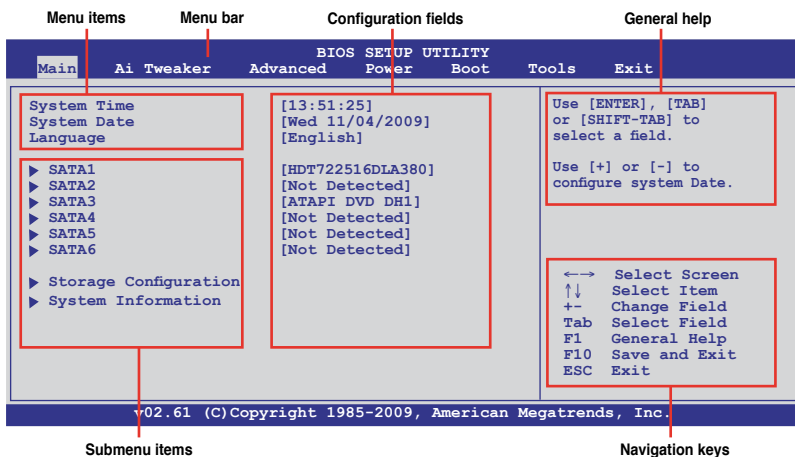 Menu items Menu bar Configuration fields General help
BIOS SETUP UTILITY
Main Ai Tweaker Advanced Power Boot Tools Exit
System Time [13:51:25]
System Date [Wed 11/04/2009]
Language [English]
▶ SATA1 [HDT722516DLA380]
▶ SATA2 [Not Detected]
▶ SATA3 [ATAPI DVD DH1]
▶ SATA4 [Not Detected]
▶ SATA5 [Not Detected]
▶ SATA6 [Not Detected]
▶ Storage Configuration
▶ System Information
Use [ENTER], [TAB]
or [SHIFT-TAB] to
select a field.
Use [+] or [-] to
configure system Date.
←→ Select Screen
↑↓ Select Item
+- Change Field
Tab Select Field
F1 General Help
F10 Save and Exit
ESC Exit
v02.61 (C)Copyright 1985-2009, American Megatrends, Inc.
Submenu items Navigation keys